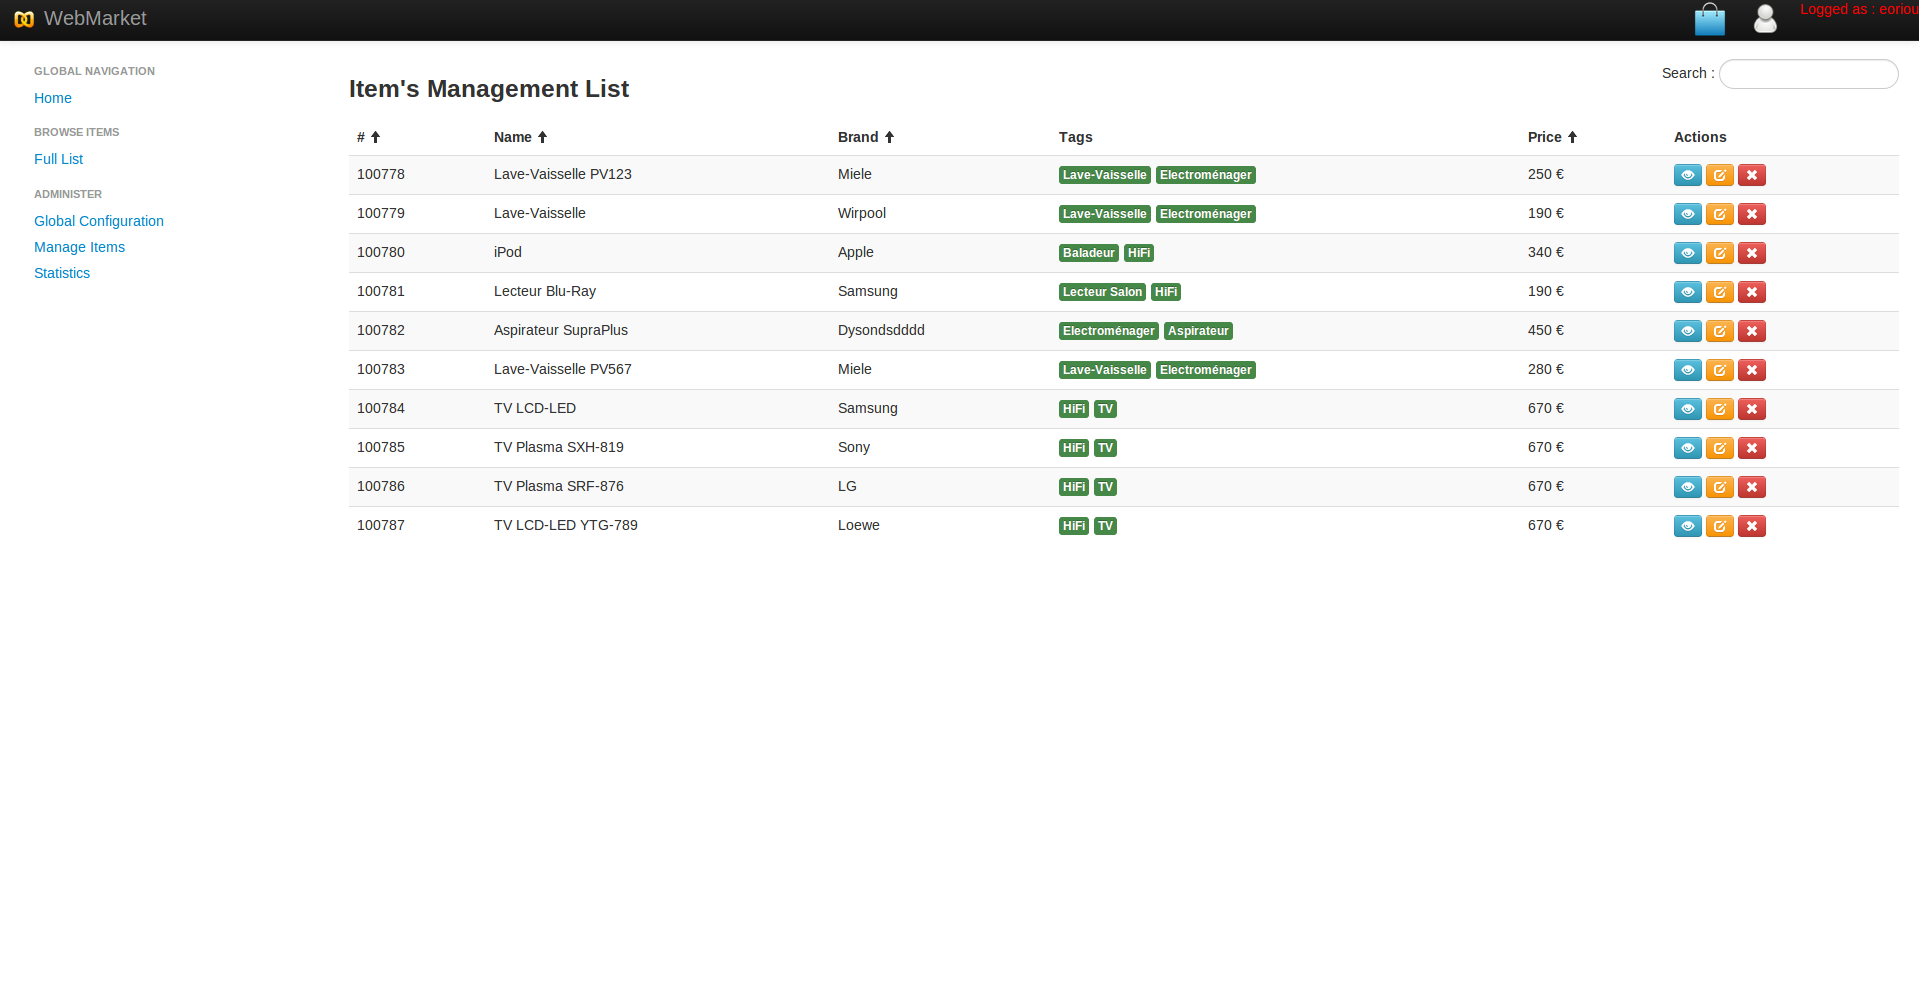 WebMarket
Logged as : eoriou
GLOBAL NAVIGATION
Home
BROWSE ITEMS
Full List
ADMINISTER
Global Configuration
Manage Items
Statistics
Search :
Item's Management List
# Name Brand Tags Price Actions
100778 Lave-Vaisselle PV123 Miele Lave-Vaisselle Electroménager 250 €
100779 Lave-Vaisselle Wirpool Lave-Vaisselle Electroménager 190 €
100780 iPod Apple Baladeur HiFi 340 €
100781 Lecteur Blu-Ray Samsung Lecteur Salon HiFi 190 €
100782 Aspirateur SupraPlus Dysondsdddd Electroménager Aspirateur 450 €
100783 Lave-Vaisselle PV567 Miele Lave-Vaisselle Electroménager 280 €
100784 TV LCD-LED Samsung HiFi TV 670 €
100785 TV Plasma SXH-819 Sony HiFi TV 670 €
100786 TV Plasma SRF-876 LG HiFi TV 670 €
100787 TV LCD-LED YTG-789 Loewe HiFi TV 670 €